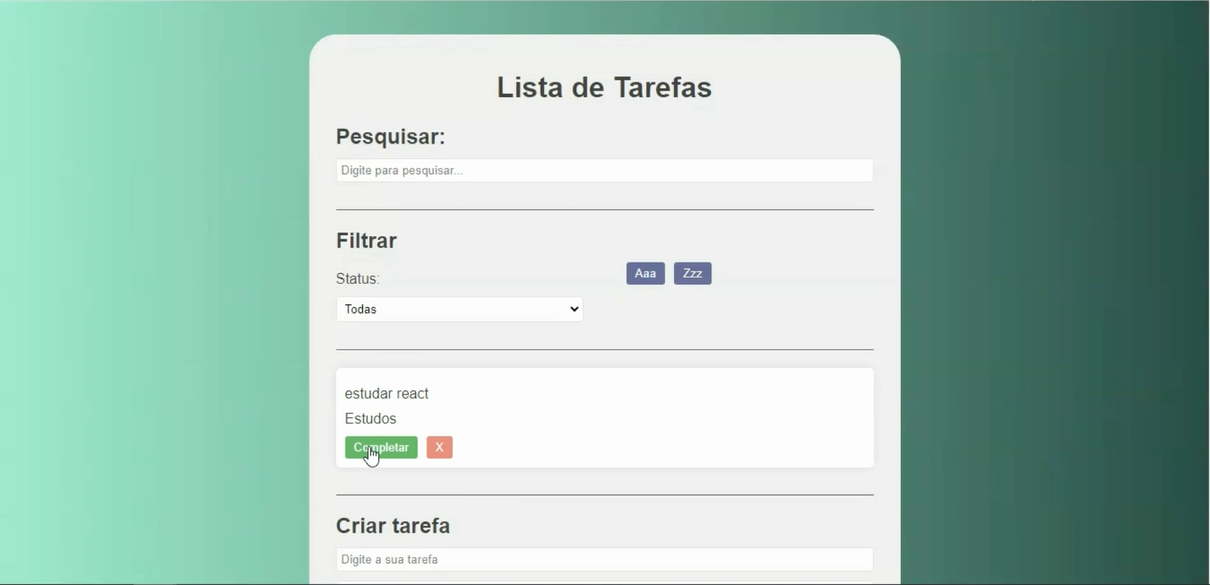 Lista de Tarefas
Pesquisar:
Digite para pesquisar...
Filtrar
Status:
Aaa Zzz
Todas
estudar react
Estudos
Completar X
Criar tarefa
Digite a sua tarefa